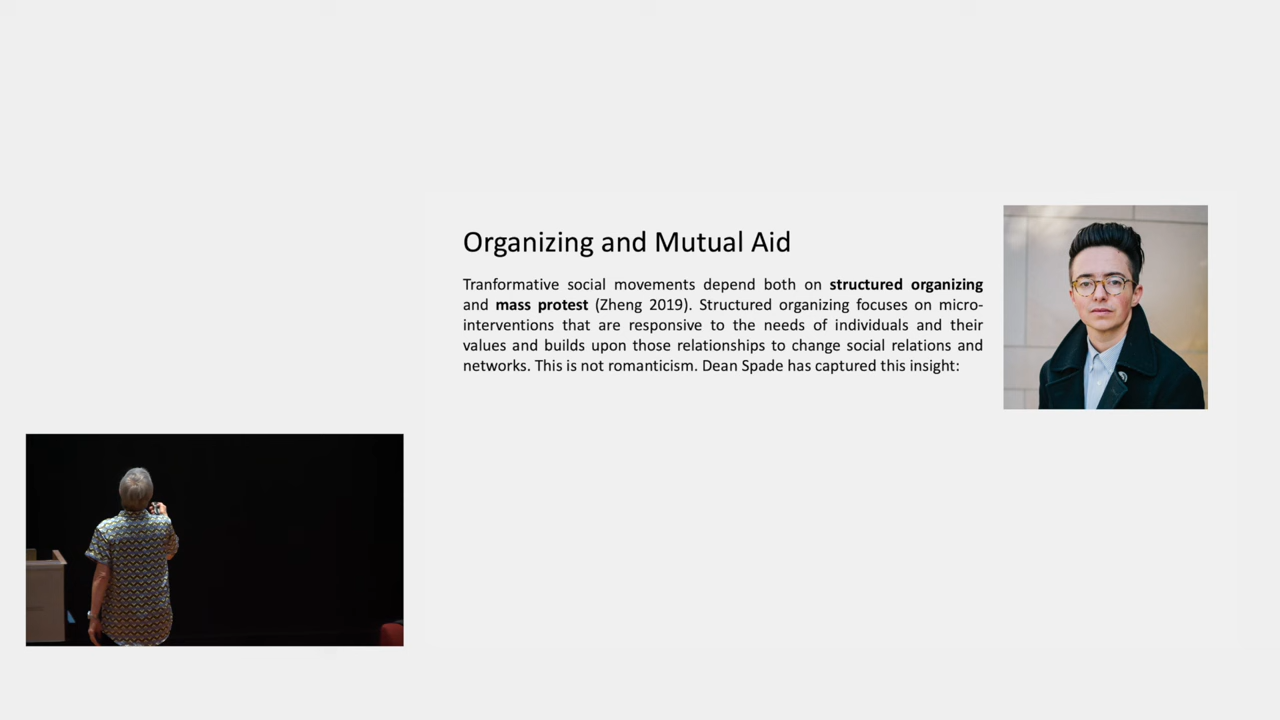 Organizing and Mutual Aid
Tranformative social movements depend both on structured organizing
and mass protest (Zheng 2019). Structured organizing focuses on micro-
interventions that are responsive to the needs of individuals and their
values and builds upon those relationships to change social relations and
networks. This is not romanticism. Dean Spade has captured this insight: